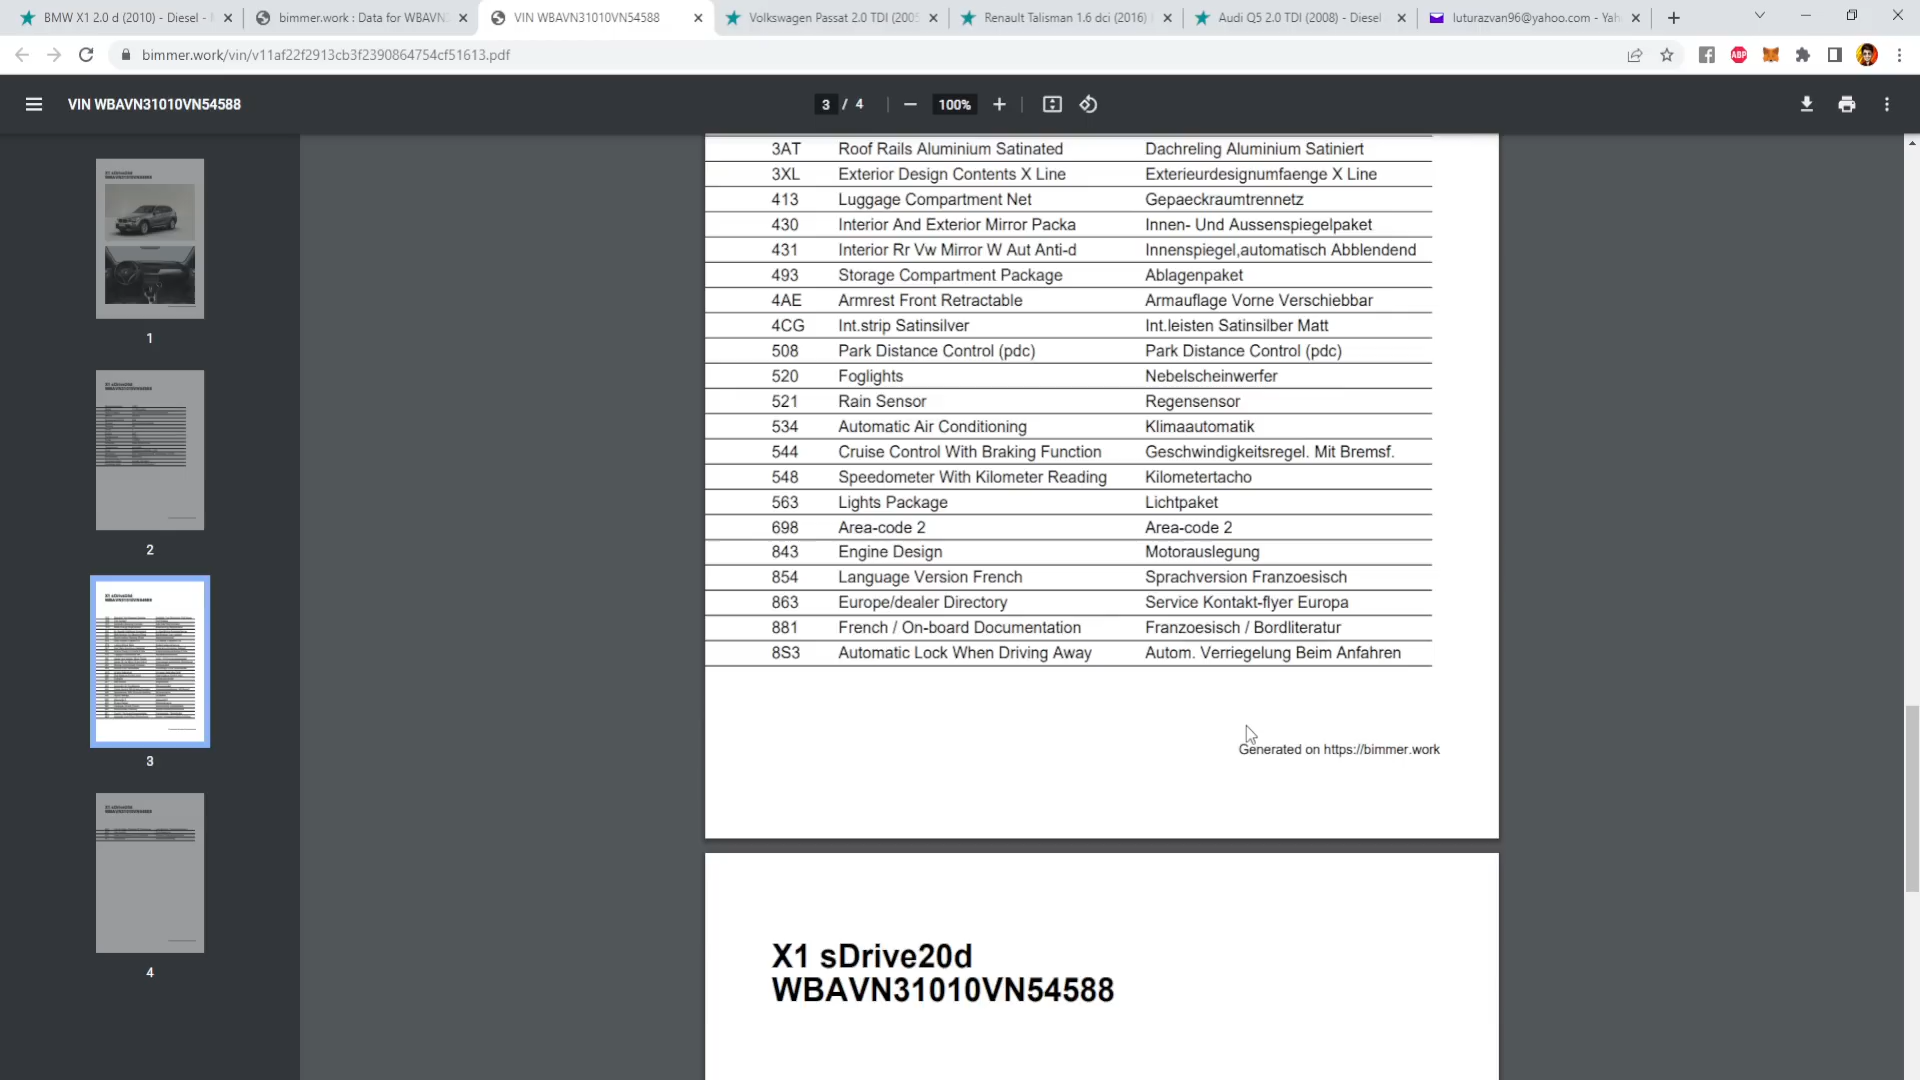 BMW X1 2.0 d (2010) - Diesel -
bimmer.work : Data for WBAVN
VIN WBAVN31010VN54588
Volkswagen Passat 2.0 TDI (2005
Renault Talisman 1.6 dci (2016)
Audi Q5 2.0 TDI (2008) - Diesel
luturazvan96@yahoo.com - Yah
bimmer.work/vin/v11af22f2913cb3f2390864754cf51613.pdf
ABP
VIN WBAVN31010VN54588
3 / 4
100%
3AT Roof Rails Aluminium Satinated Dachreling Aluminium Satiniert
3XL Exterior Design Contents X Line Exterieurdesignumfaenge X Line
413 Luggage Compartment Net Gepaeckraumtrennetz
430 Interior And Exterior Mirror Packa Innen- Und Aussenspiegelpaket
431 Interior Rr Vw Mirror W Aut Anti-d Innenspiegel,automatisch Abblendend
493 Storage Compartment Package Ablagenpaket
4AE Armrest Front Retractable Armauflage Vorne Verschiebbar
4CG Int.strip Satinsilver Int.leisten Satinsilber Matt
508 Park Distance Control (pdc) Park Distance Control (pdc)
520 Foglights Nebelscheinwerfer
521 Rain Sensor Regensensor
534 Automatic Air Conditioning Klimaautomatik
544 Cruise Control With Braking Function Geschwindigkeitsregel. Mit Bremsf.
548 Speedometer With Kilometer Reading Kilometertacho
563 Lights Package Lichtpaket
698 Area-code 2 Area-code 2
843 Engine Design Motorauslegung
854 Language Version French Sprachversion Franzoesisch
863 Europe/dealer Directory Service Kontakt-flyer Europa
881 French / On-board Documentation Franzoesisch / Bordliteratur
8S3 Automatic Lock When Driving Away Autom. Verriegelung Beim Anfahren
Generated on https://bimmer.work
X1 sDrive20d
WBAVN31010VN54588
1
2
3
4